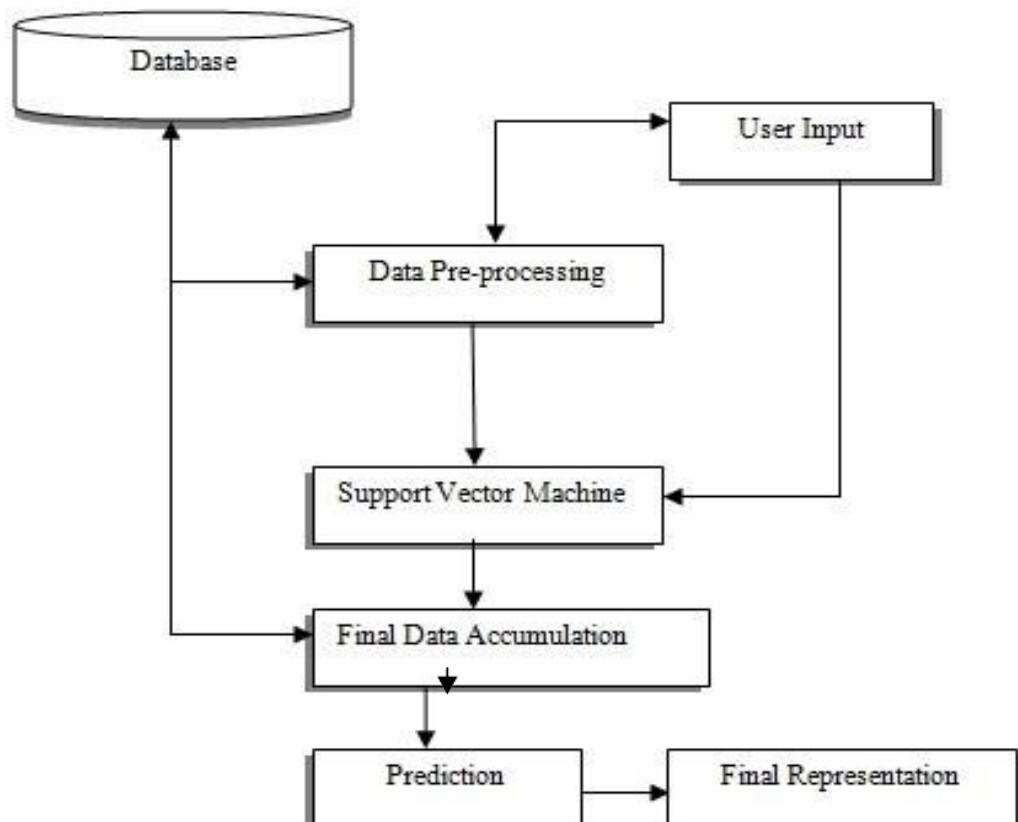 Database
User Input
Data Pre-processing
Support Vector Machine
Final Data Accumulation
Prediction
Final Representation